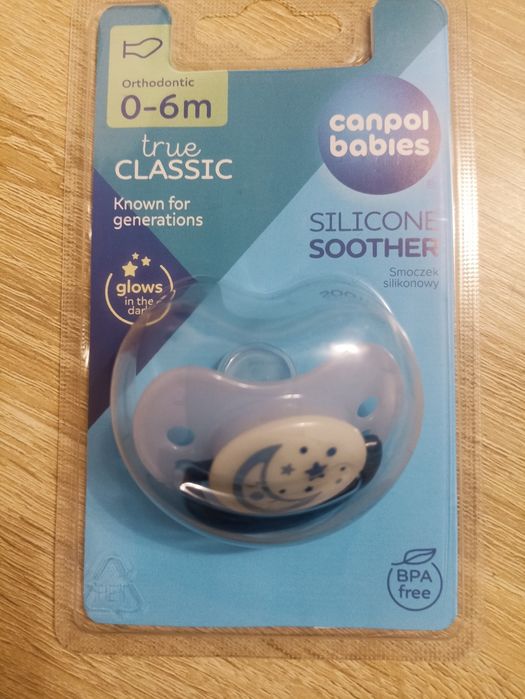 Orthodontic
0-6m
canpol
babies
true
CLASSIC
Known for
generations
SILICONE
SOOTHER
Smoczek
silikonowy
glows
in the
dark
BPA
free